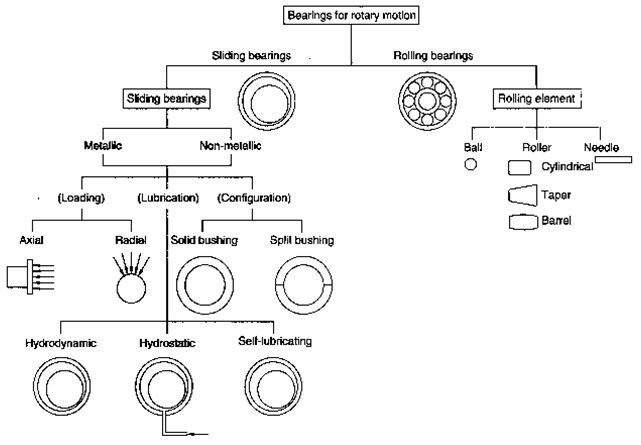 Bearings for rotary motion
Sliding bearings
Rolling bearings
Sliding bearings
Rolling element
Metallic
Non-metallic
Ball
Roller
Needle
Cylindrical
Taper
Barrel
(Loading)
(Lubrication)
(Configuration)
Axial
Radial
Solid bushing
Split bushing
Hydrodynamic
Hydrostatic
Self-lubricating